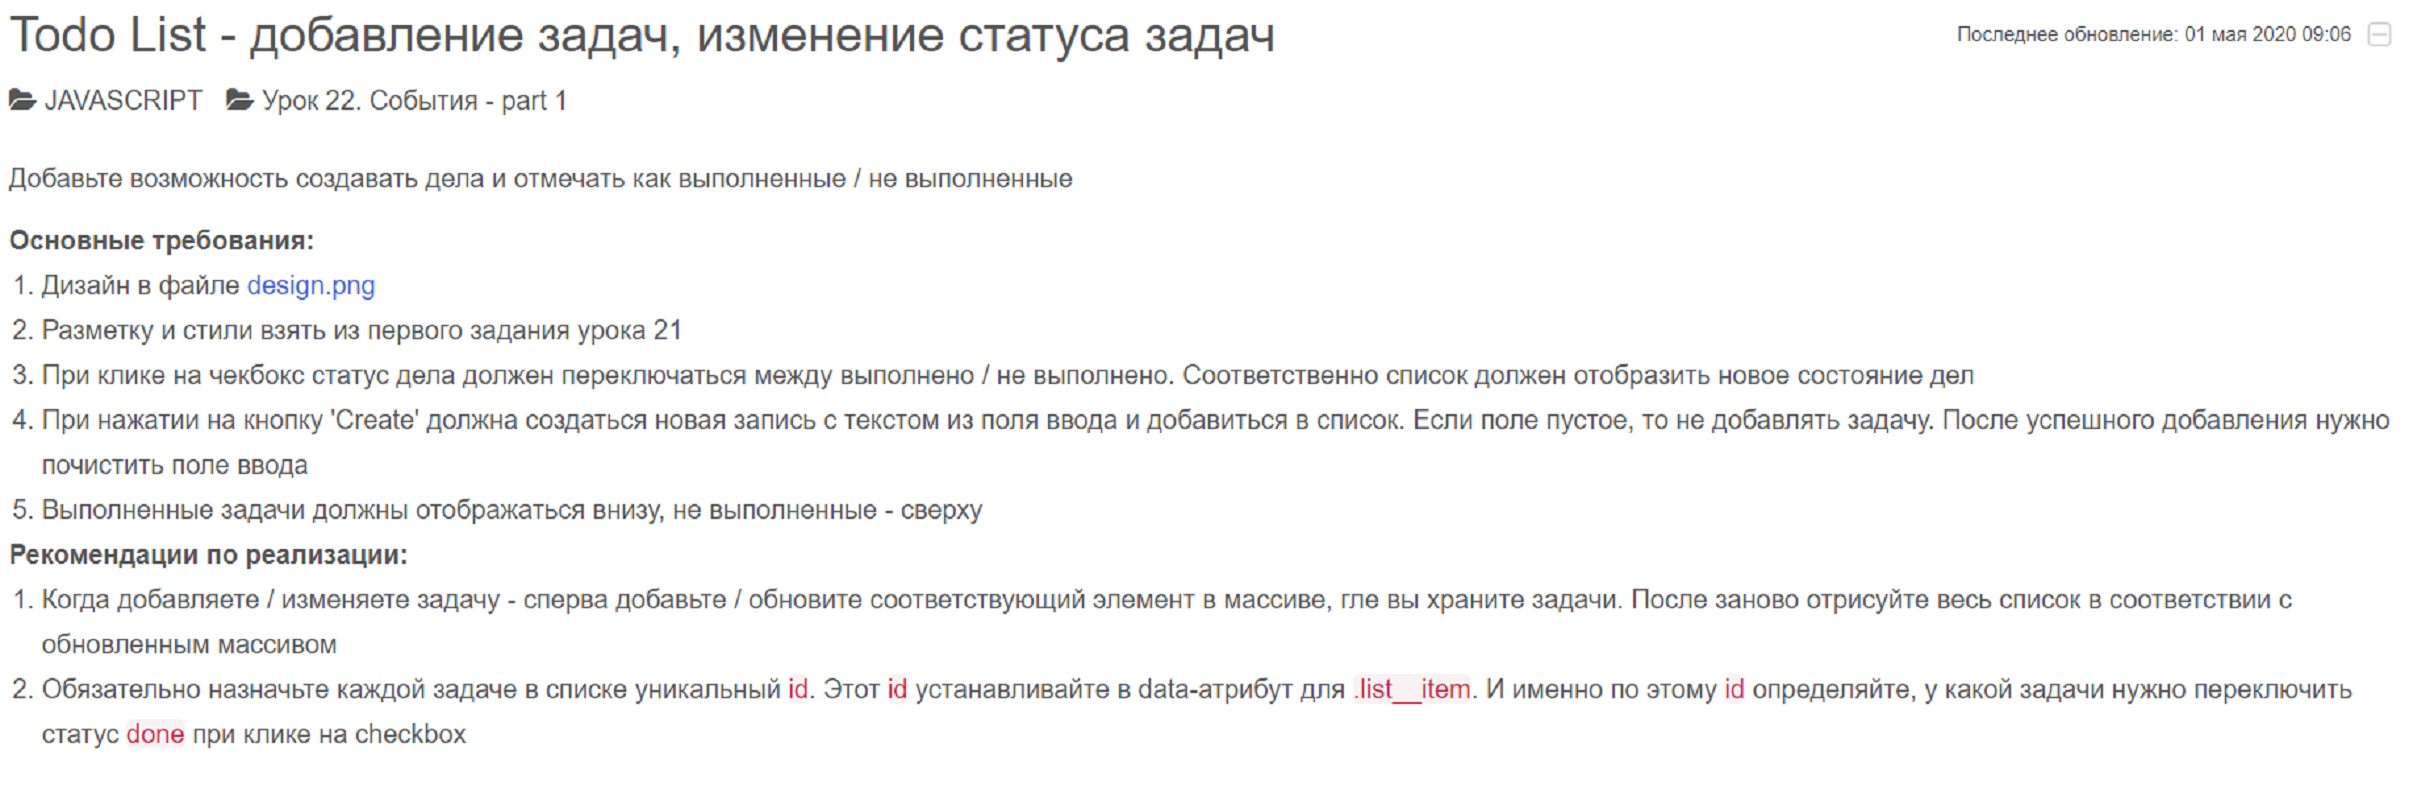 Todo List - добавление задач, изменение статуса задач
Последнее обновление: 01 мая 2020 09:06
JAVASCRIPT Урок 22. События - part 1
Добавьте возможность создавать дела и отмечать как выполненные / не выполненные
Основные требования:
1. Дизайн в файле design.png
2. Разметку и стили взять из первого задания урока 21
3. При клике на чекбокс статус дела должен переключаться между выполнено / не выполнено. Соответственно список должен отобразить новое состояние дел
4. При нажатии на кнопку 'Create' должна создаться новая запись с текстом из поля ввода и добавиться в список. Если поле пустое, то не добавлять задачу. После успешного добавления нужно
почистить поле ввода
5. Выполненные задачи должны отображаться внизу, не выполненные - сверху
Рекомендации по реализации:
1. Когда добавляете / изменяете задачу - сперва добавьте / обновите соответствующий элемент в массиве, гле вы храните задачи. После заново отрисуйте весь список в соответствии с
обновленным массивом
2. Обязательно назначьте каждой задаче в списке уникальный id. Этот id устанавливайте в data-атрибут для .list__item. И именно по этому id определяйте, у какой задачи нужно переключить
статус done при клике на checkbox